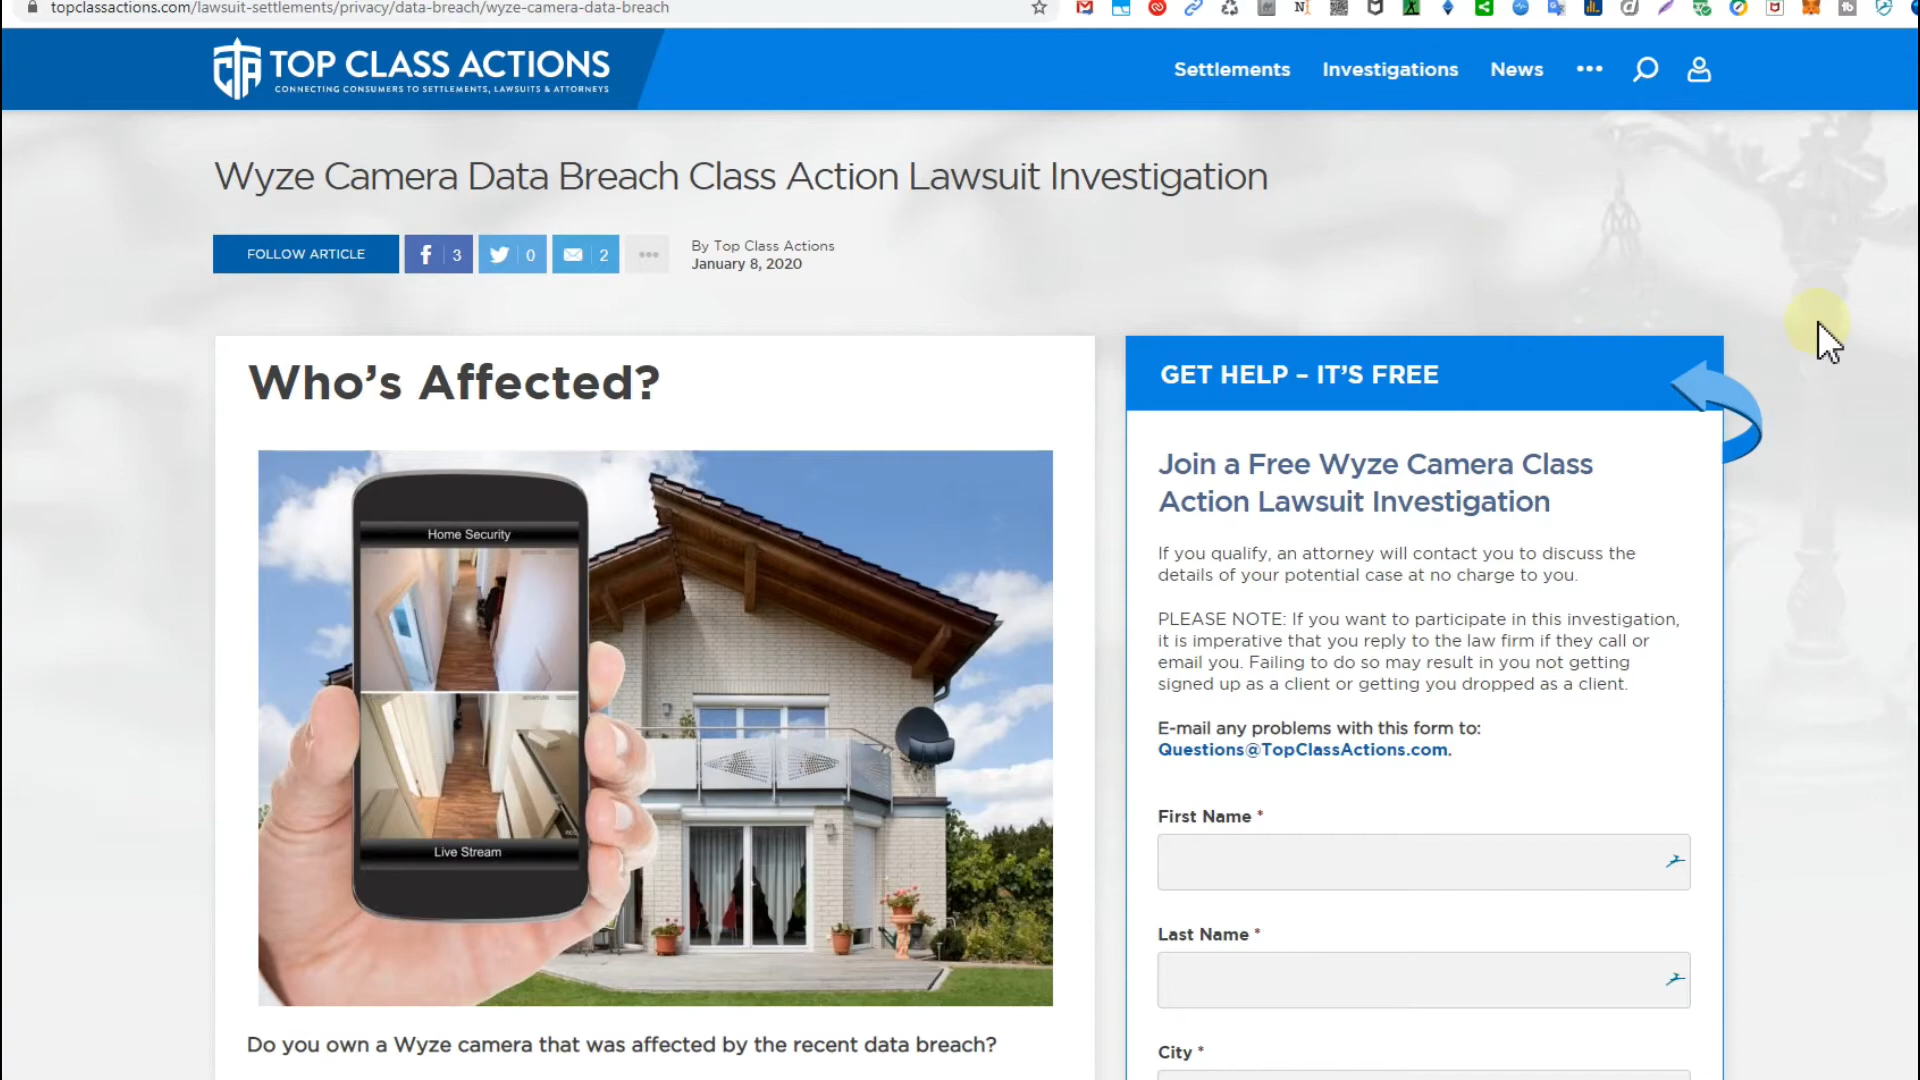 topclassactions.com/lawsuit-settlements/privacy/data-breach/wyze-camera-data-breach
TOP CLASS ACTIONS
CONNECTING CONSUMERS TO SETTLEMENTS, LAWSUITS & ATTORNEYS
Settlements Investigations News
Wyze Camera Data Breach Class Action Lawsuit Investigation
FOLLOW ARTICLE 3 0 2
By Top Class Actions
January 8, 2020
Who's Affected?
Home Security
Live Stream
Do you own a Wyze camera that was affected by the recent data breach?
GET HELP – IT'S FREE
Join a Free Wyze Camera Class
Action Lawsuit Investigation
If you qualify, an attorney will contact you to discuss the
details of your potential case at no charge to you.
PLEASE NOTE: If you want to participate in this investigation,
it is imperative that you reply to the law firm if they call or
email you. Failing to do so may result in you not getting
signed up as a client or getting you dropped as a client.
E-mail any problems with this form to:
Questions@TopClassActions.com.
First Name *
Last Name *
City *